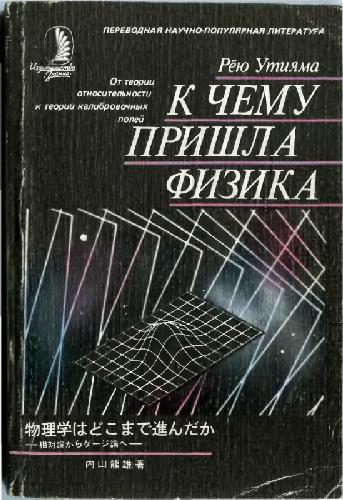 ПЕРЕВОДНАЯ НАУЧНО-ПОПУЛЯРНАЯ ЛИТЕРАТУРА
Издательство
Знание
Рёю Утияма
От теории
относительности
к теории калибровочных
полей
К ЧЕМУ
ПРИШЛА
ФИЗИКА
物理学はどこまで進んだか
—相対論からゲージ論へ—
内山龍雄著